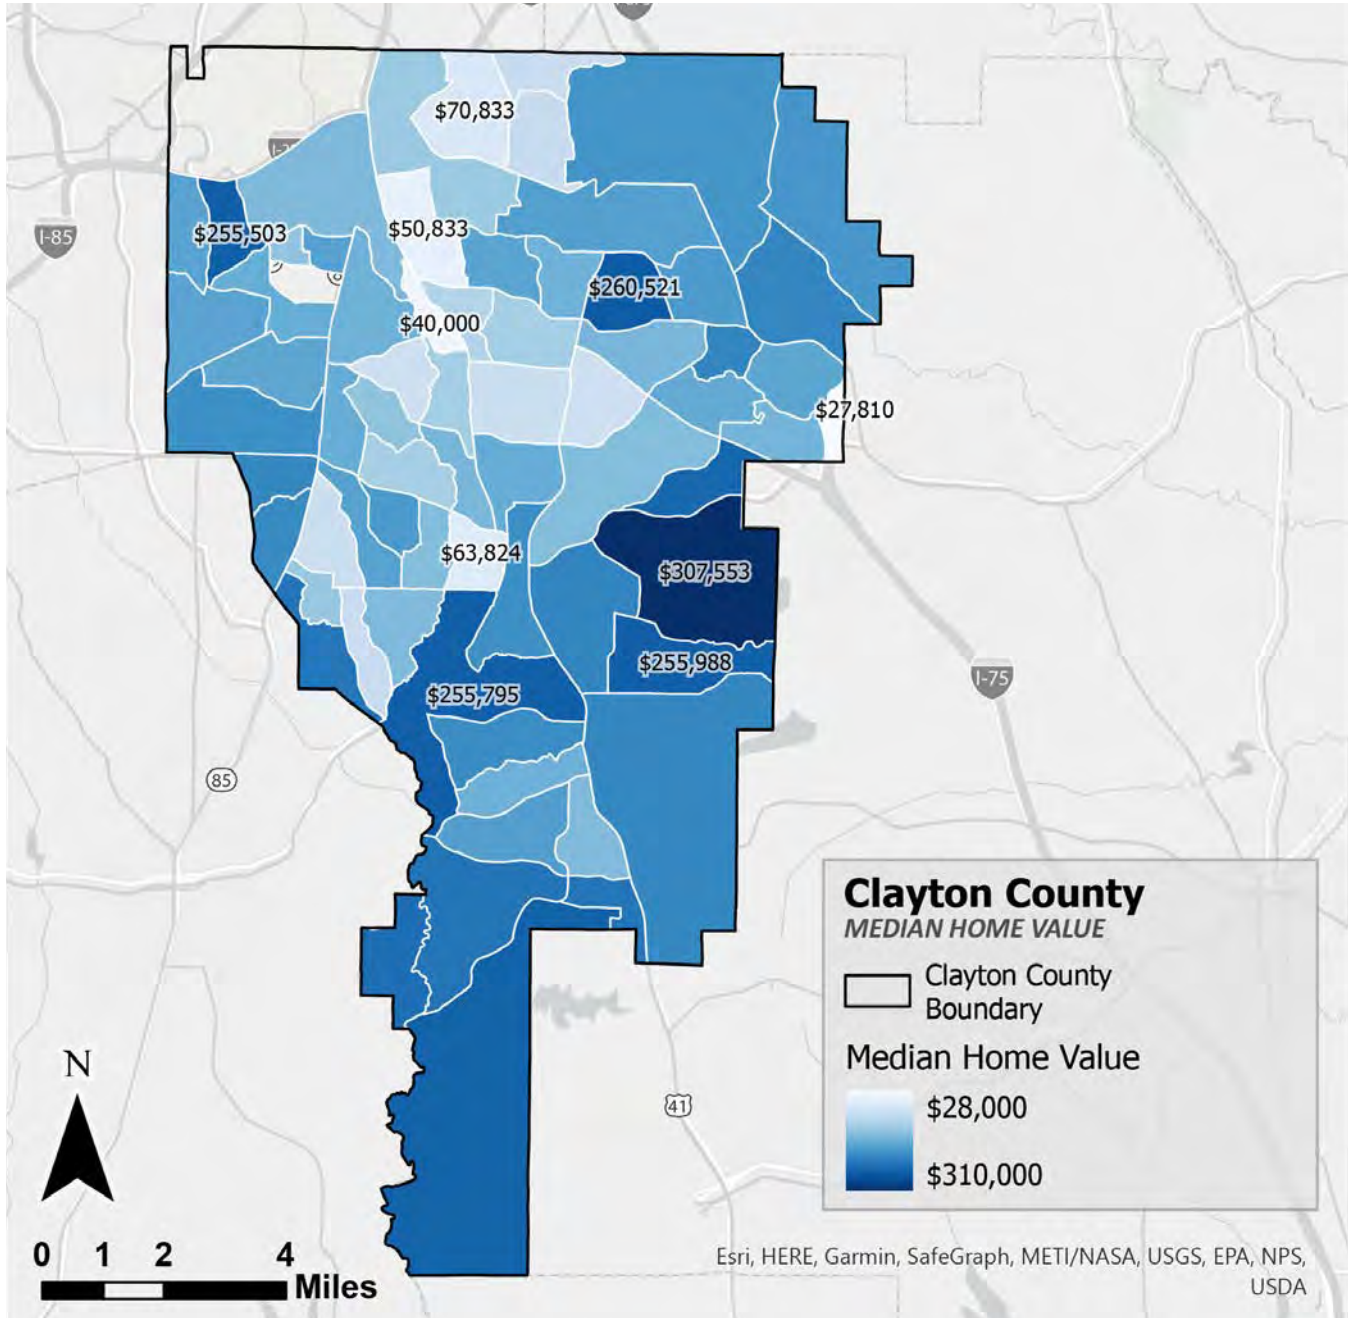 $70,833
I-85
$255,503
$50,833
$260,521
$40,000
$27,810
$63,824
$307,553
$255,988
I-75
$255,795
85
Clayton County
MEDIAN HOME VALUE
Clayton County
Boundary
Median Home Value
$28,000
$310,000
41
N
0 1 2 4
Miles
Esri, HERE, Garmin, SafeGraph, METI/NASA, USGS, EPA, NPS,
USDA